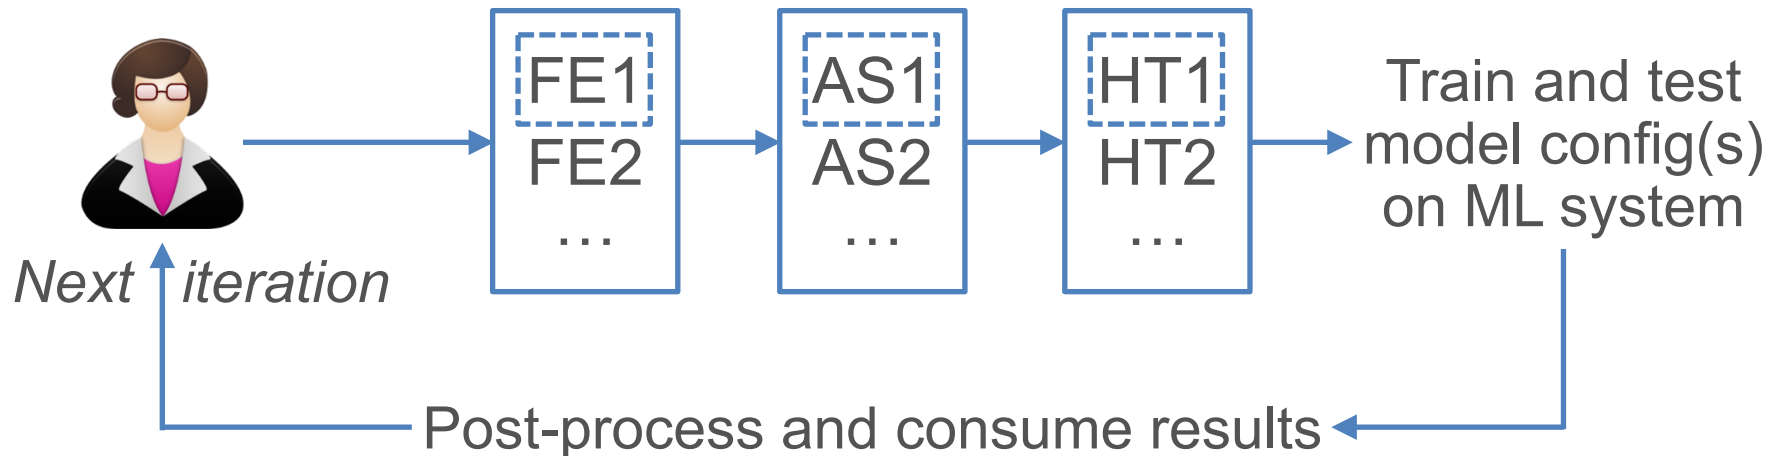 FE1
FE2
…
AS1
AS2
…
HT1
HT2
…
Train and test
model config(s)
on ML system
Next iteration
Post-process and consume results